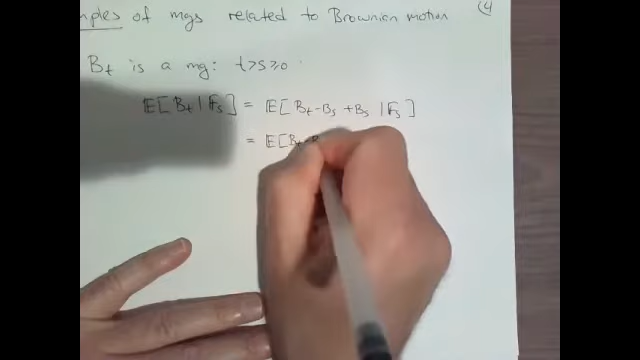 mples of mgs related to Brownian motion (4
B_t is a mg: t>s≥0.
E[B_t | F_s] = E[B_t-B_s +B_s | F_s]
= E[B_t-B